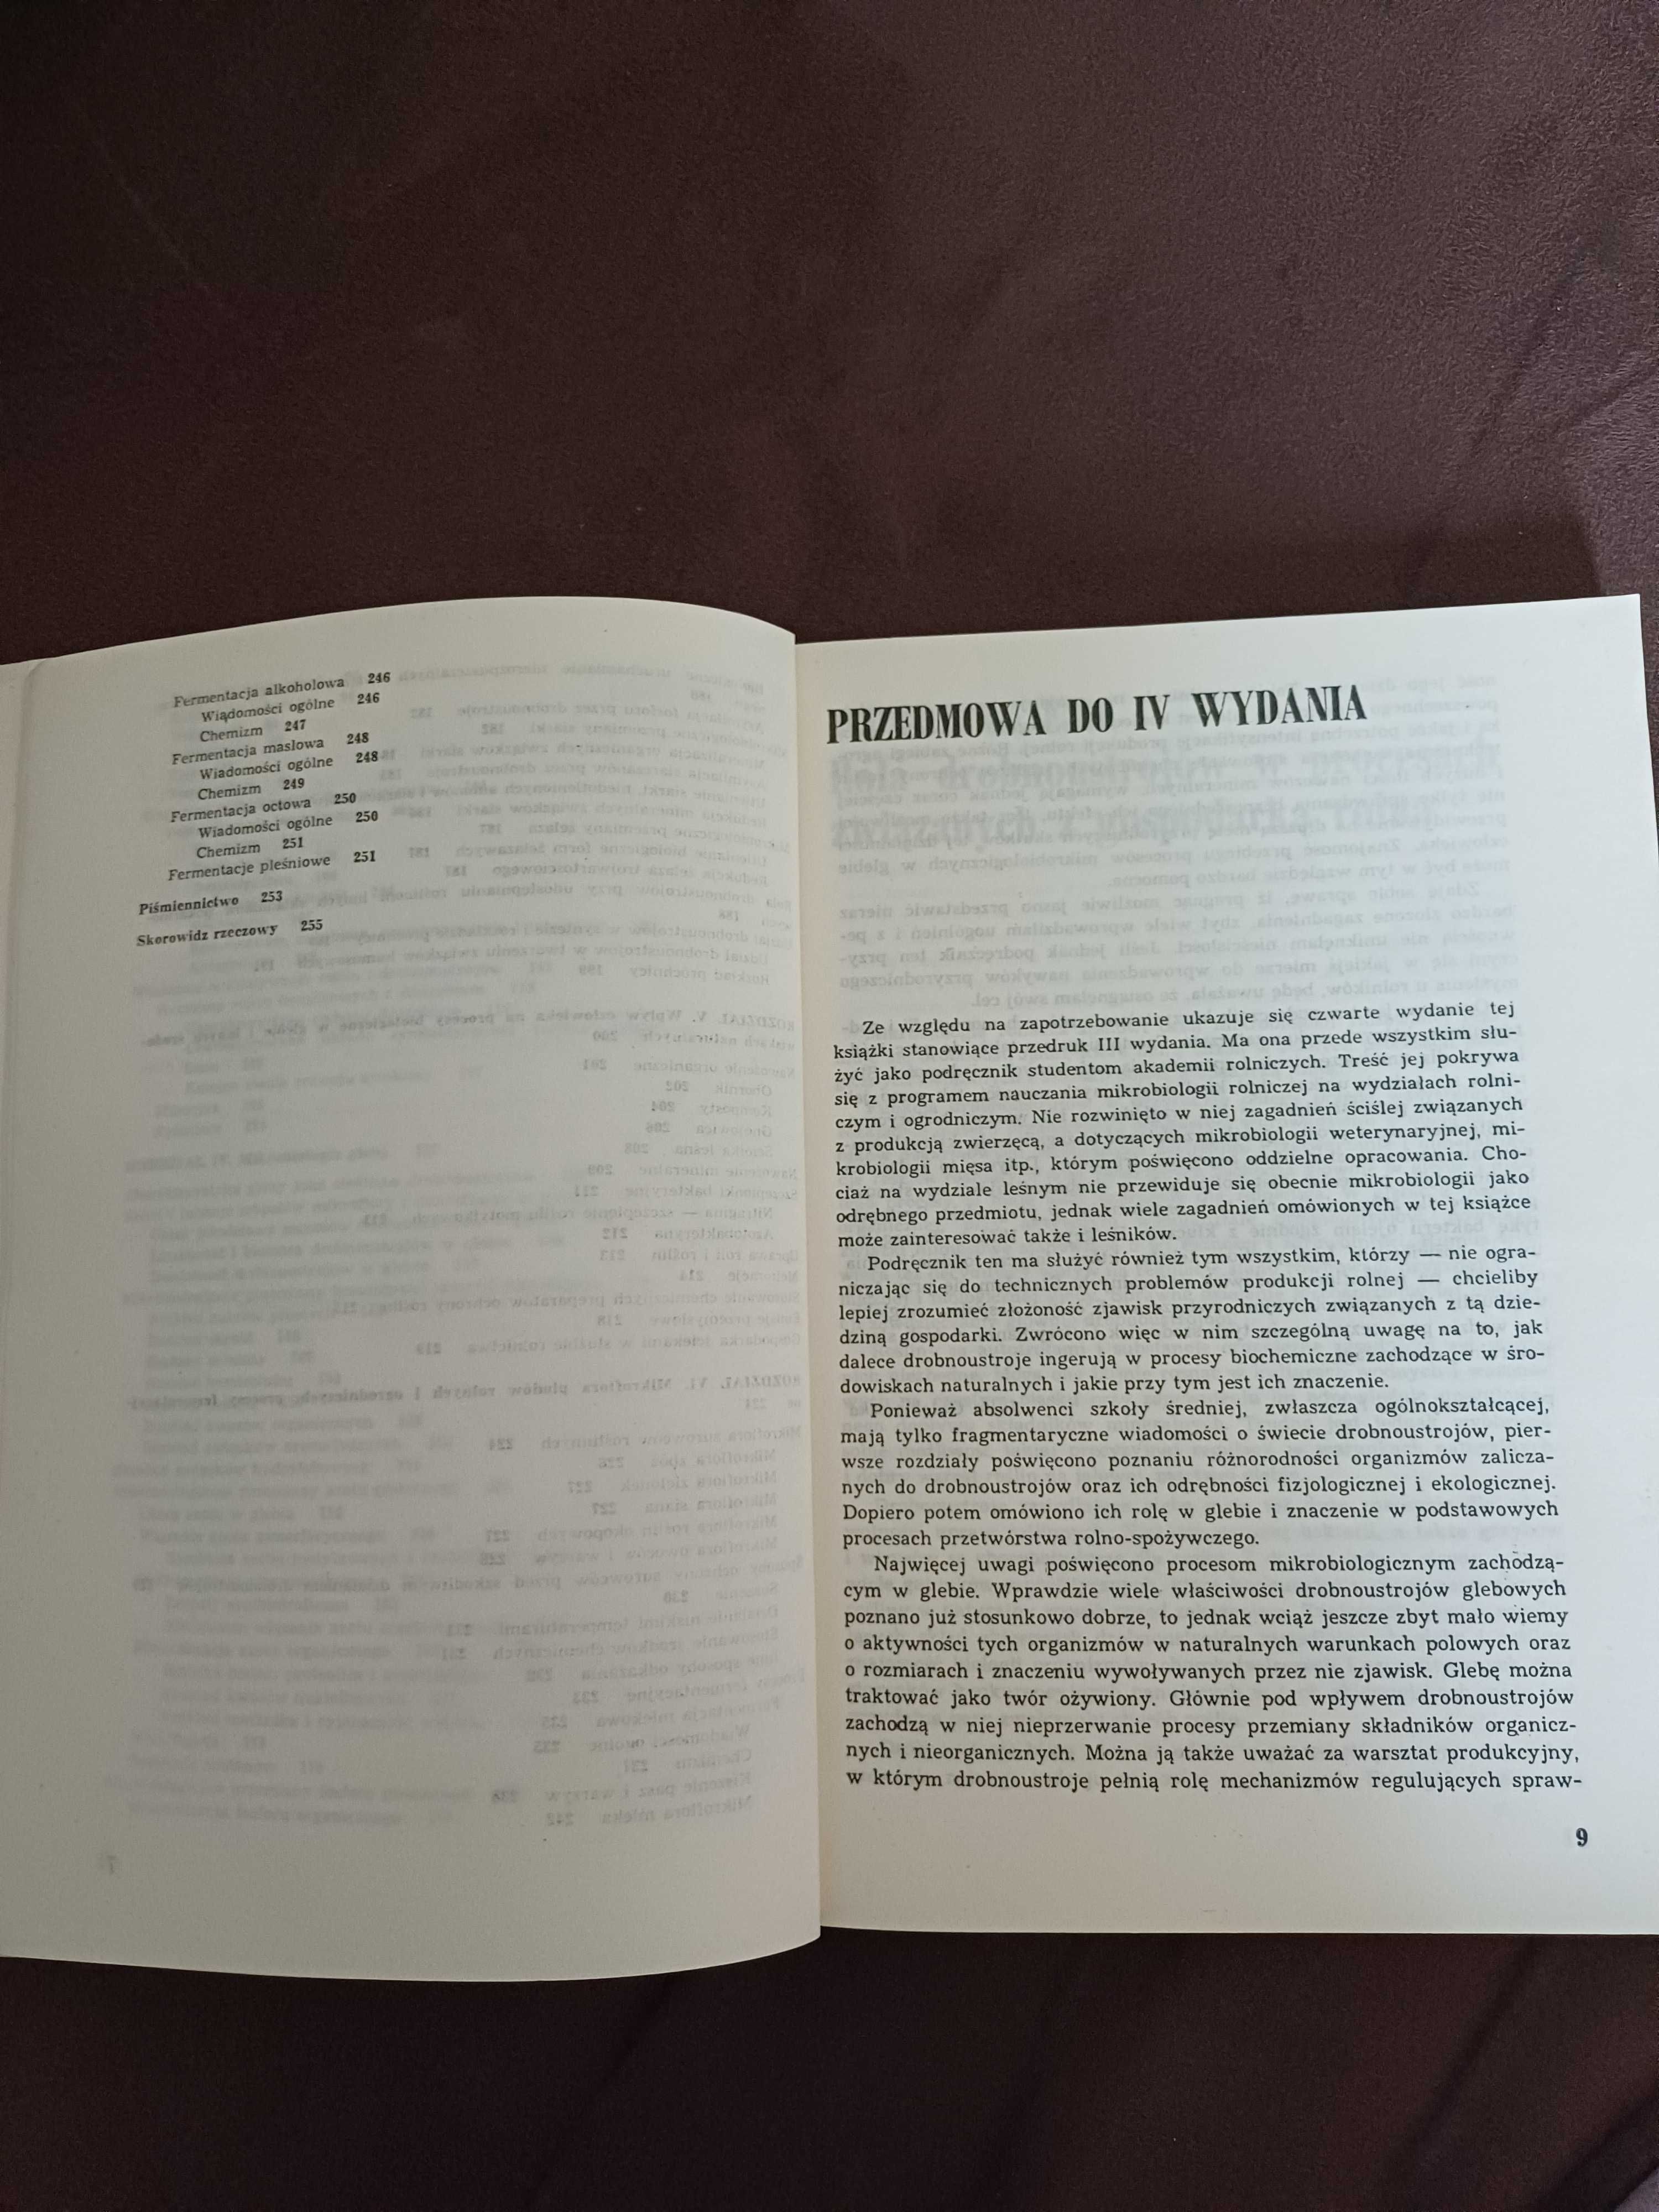 Fermentacja alkoholowa 246
Wiadomości ogólne 246
Chemizm 247
Fermentacja masłowa 248
Wiadomości ogólne 248
Chemizm 249
Fermentacja octowa 250
Wiadomości ogólne 250
Chemizm 251
Fermentacje pleśniowe 251
Piśmiennictwo 253
Skorowidz rzeczowy 255
PRZEDMOWA DO IV WYDANIA
Ze względu na zapotrzebowanie ukazuje się czwarte wydanie tej
książki stanowiące przedruk III wydania. Ma ona przede wszystkim słu-
żyć jako podręcznik studentom akademii rolniczych. Treść jej pokrywa
się z programem nauczania mikrobiologii rolniczej na wydziałach rolni-
czym i ogrodniczym. Nie rozwinięto w niej zagadnień ściślej związanych
z produkcją zwierzęcą, a dotyczących mikrobiologii weterynaryjnej, mi-
krobiologii mięsa itp., którym poświęcono oddzielne opracowania. Cho-
ciaż na wydziale leśnym nie przewiduje się obecnie mikrobiologii jako
odrębnego przedmiotu, jednak wiele zagadnień omówionych w tej książce
może zainteresować także i leśników.
Podręcznik ten ma służyć również tym wszystkim, którzy — nie ogra-
niczając się do technicznych problemów produkcji rolnej — chcieliby
lepiej zrozumieć złożoność zjawisk przyrodniczych związanych z tą dzie-
dziną gospodarki. Zwrócono więc w nim szczególną uwagę na to, jak
dalece drobnoustroje ingerują w procesy biochemiczne zachodzące w śro-
dowiskach naturalnych i jakie przy tym jest ich znaczenie.
Ponieważ absolwenci szkoły średniej, zwłaszcza ogólnokształcącej,
mają tylko fragmentaryczne wiadomości o świecie drobnoustrojów, pier-
wsze rozdziały poświęcono poznaniu różnorodności organizmów zalicza-
nych do drobnoustrojów oraz ich odrębności fizjologicznej i ekologicznej.
Dopiero potem omówiono ich rolę w glebie i znaczenie w podstawowych
procesach przetwórstwa rolno-spożywczego.
Najwięcej uwagi poświęcono procesom mikrobiologicznym zachodzą-
cym w glebie. Wprawdzie wiele właściwości drobnoustrojów glebowych
poznano już stosunkowo dobrze, to jednak wciąż jeszcze zbyt mało wiemy
o aktywności tych organizmów w naturalnych warunkach polowych oraz
o rozmiarach i znaczeniu wywoływanych przez nie zjawisk. Glebę można
traktować jako twór ożywiony. Głównie pod wpływem drobnoustrojów
zachodzą w niej nieprzerwanie procesy przemiany składników organicz-
nych i nieorganicznych. Można ją także uważać za warsztat produkcyjny,
w którym drobnoustroje pełnią rolę mechanizmów regulujących spraw-
9